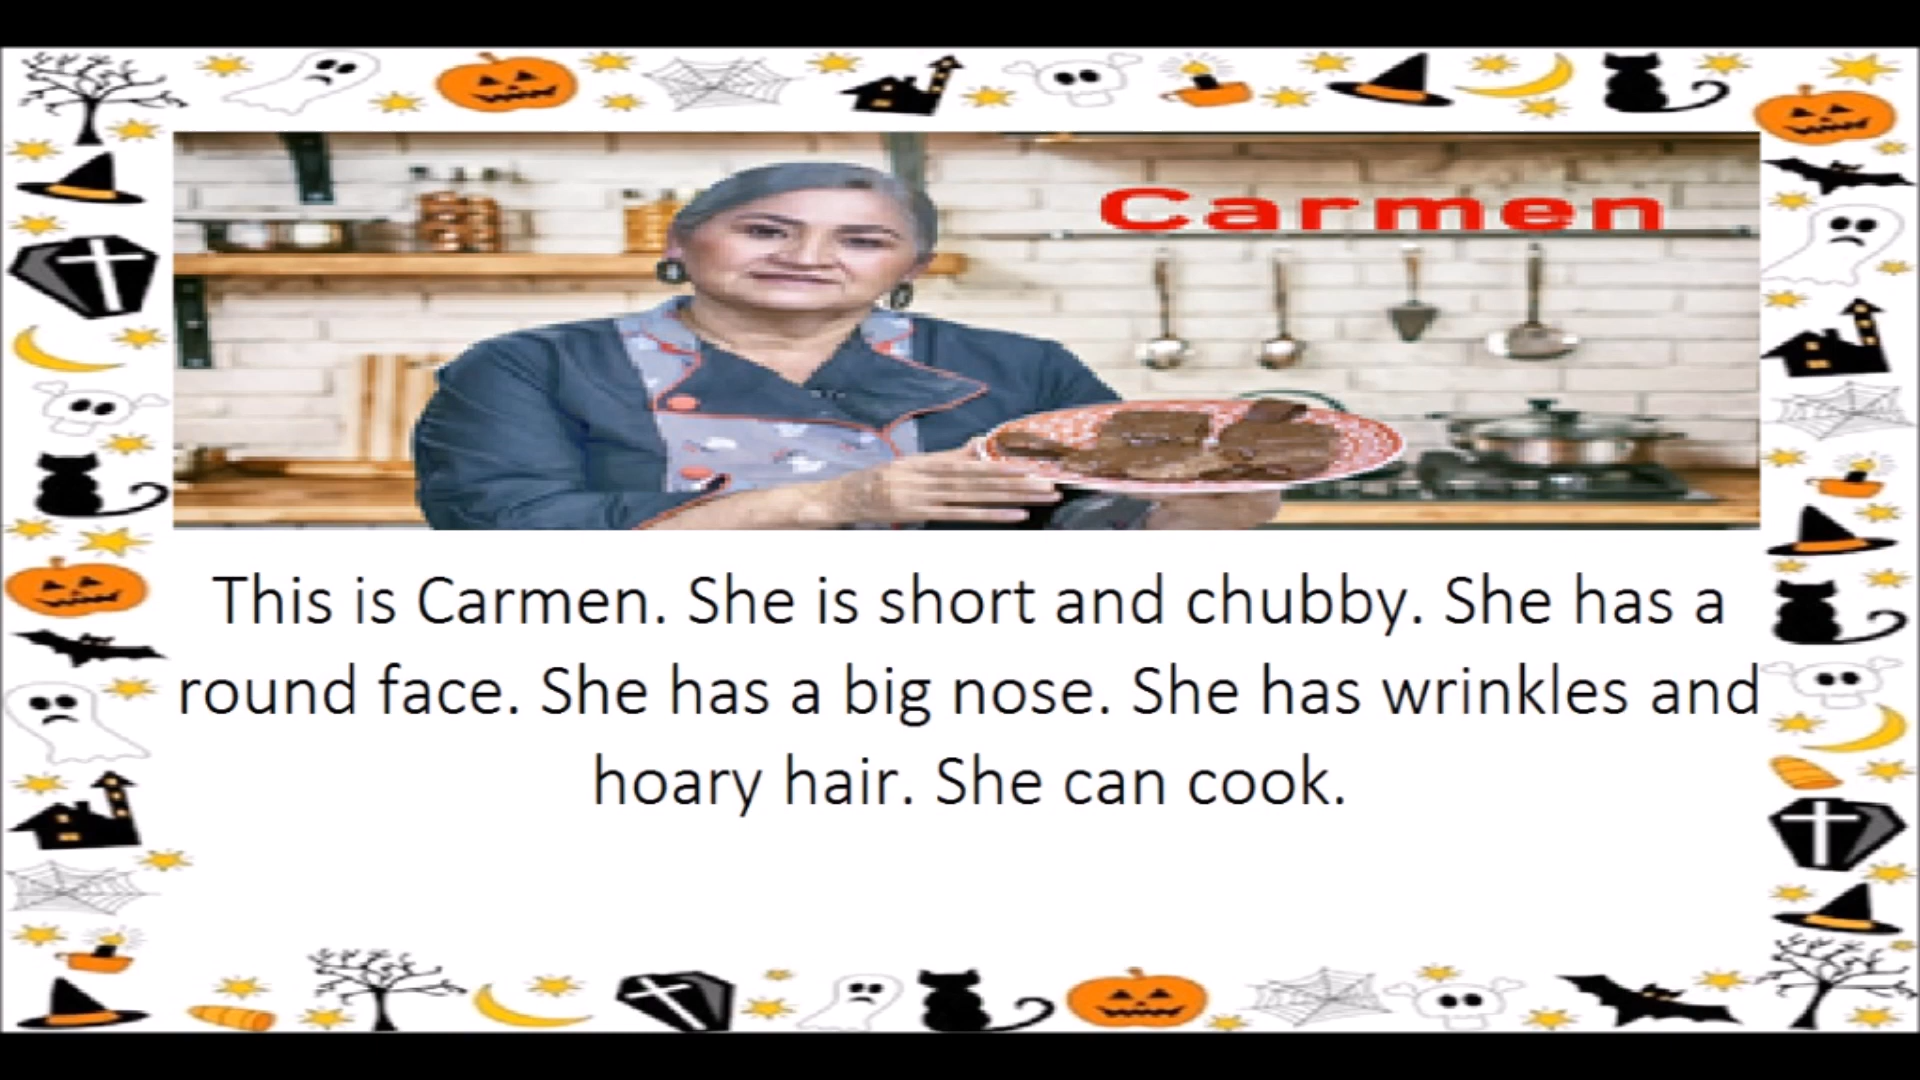 Carmen
This is Carmen. She is short and chubby. She has a
round face. She has a big nose. She has wrinkles and
hoary hair. She can cook.